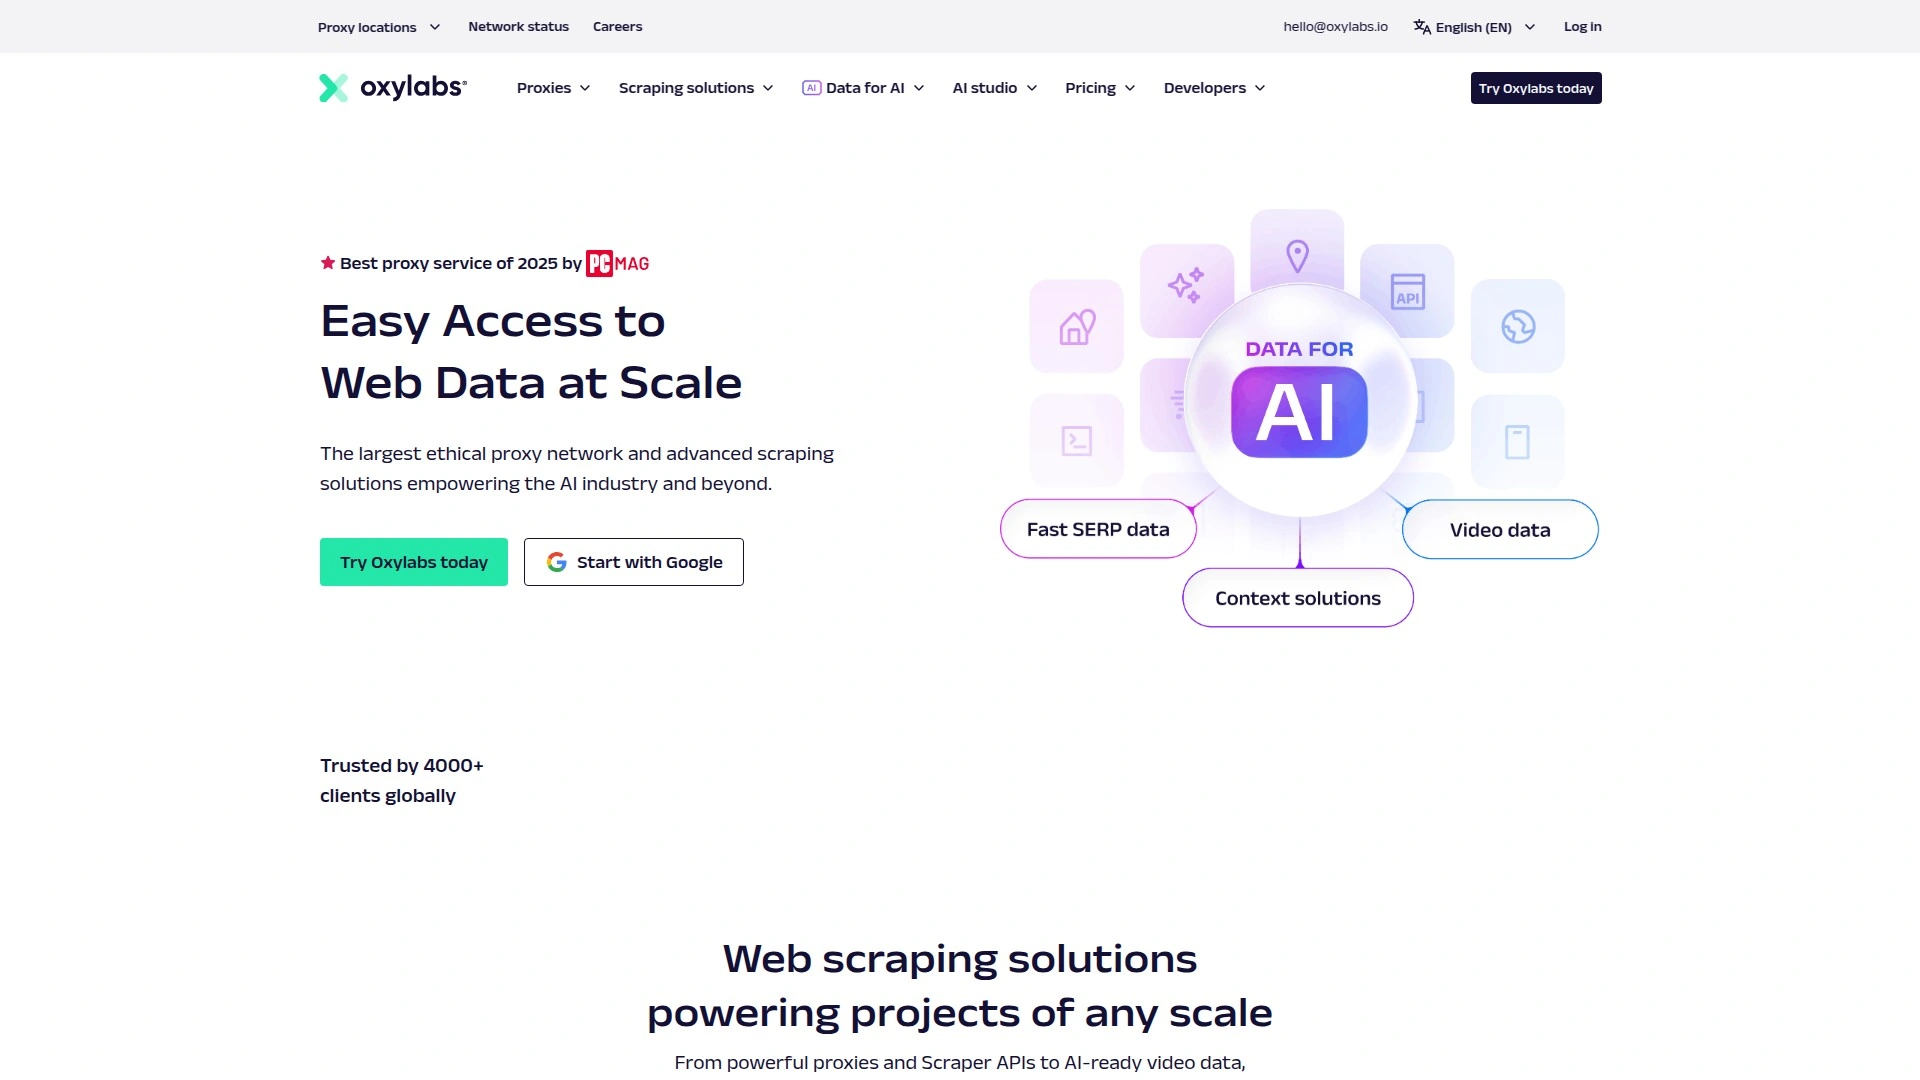 Proxy locations
Network status
Careers
hello@oxylabs.io
English (EN)
Log in
oxylabs®
Proxies
Scraping solutions
AI Data for AI
AI studio
Pricing
Developers
Try Oxylabs today
Best proxy service of 2025 by PC MAG
Easy Access to
Web Data at Scale
The largest ethical proxy network and advanced scraping
solutions empowering the AI industry and beyond.
Try Oxylabs today
Start with Google
API
DATA FOR
AI
Fast SERP data
Video data
Context solutions
Trusted by 4000+
clients globally
Web scraping solutions
powering projects of any scale
From powerful proxies and Scraper APIs to AI-ready video data,